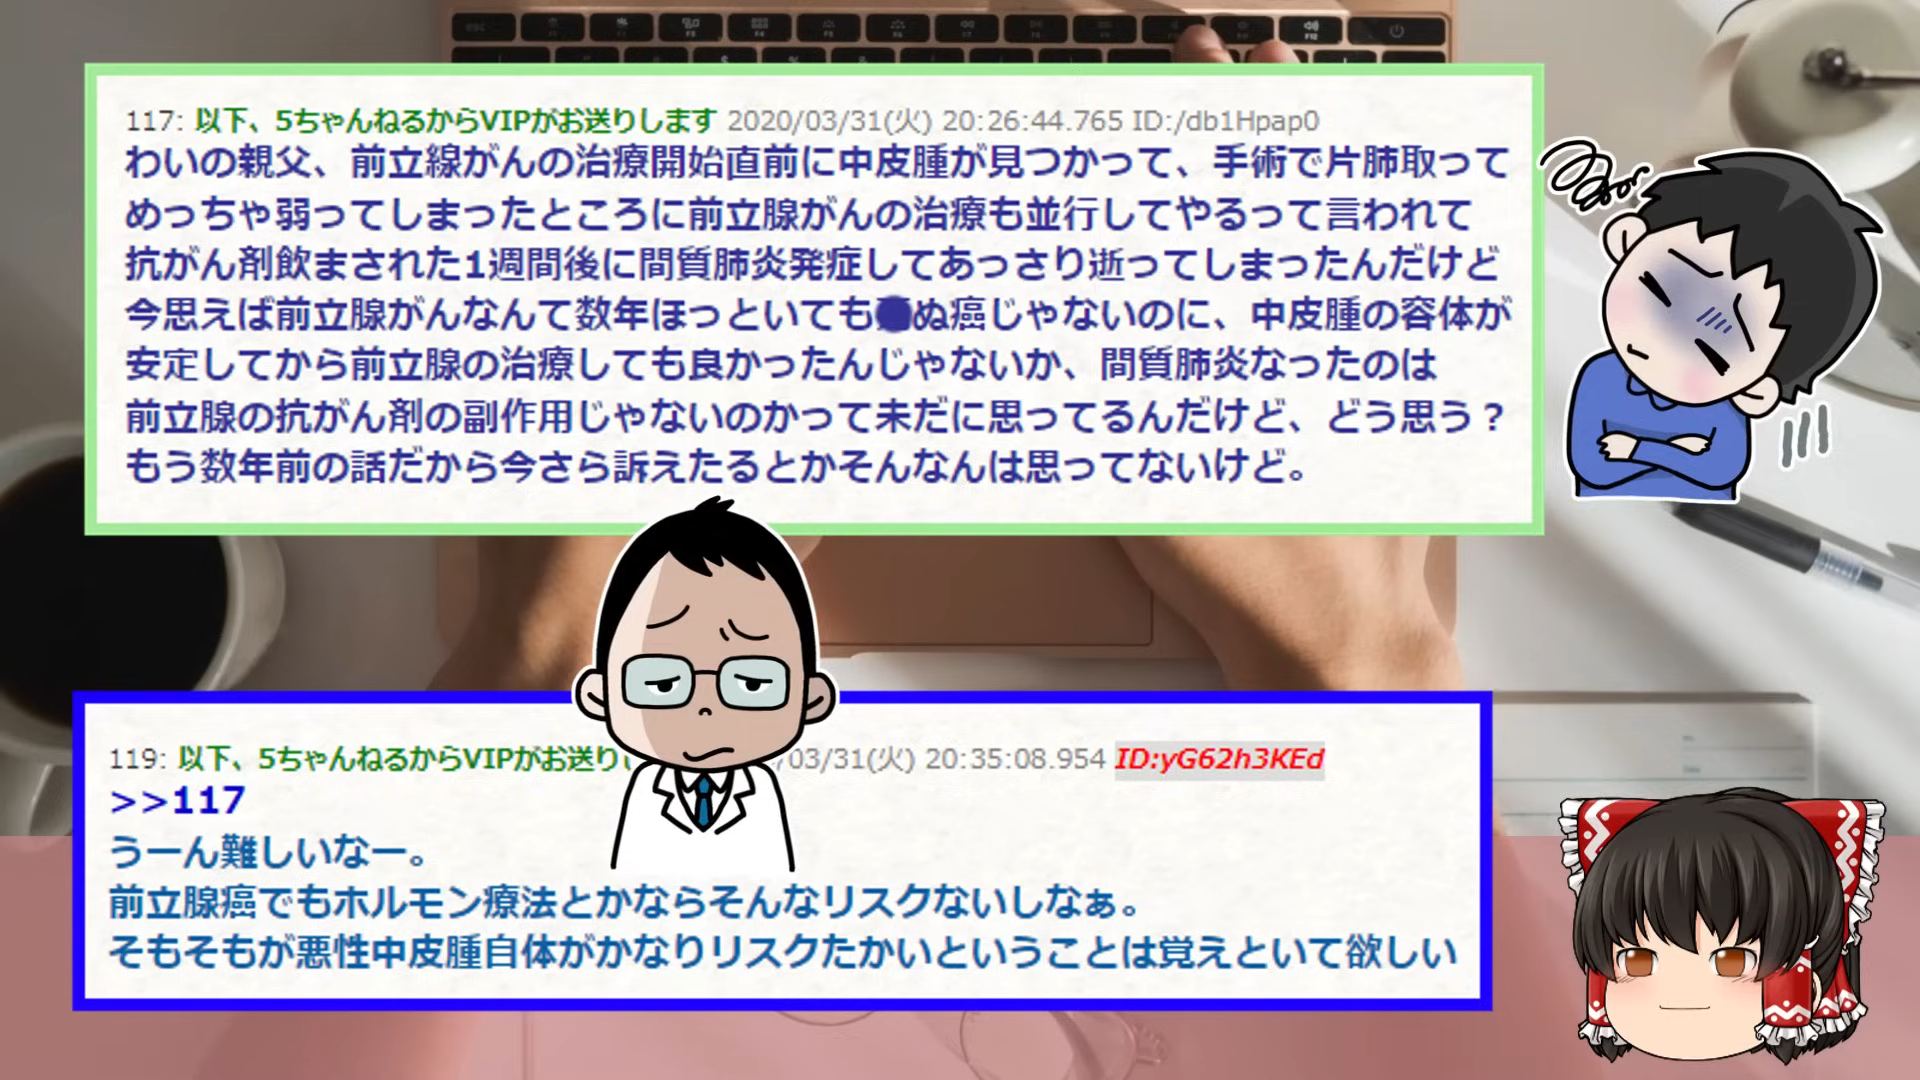 117: 以下、5ちゃんねるからVIPがお送りします 2020/03/31(火) 20:26:44.765 ID:/db1Hpap0
わいの親父、前立線がんの治療開始直前に中皮腫が見つかって、手術で片肺取って
めっちゃ弱ってしまったところに前立腺がんの治療も並行してやるって言われて
抗がん剤飲まされた1週間後に間質肺炎発症してあっさり逝ってしまったんだけど
今思えば前立腺がんなんて数年ほっといても●ぬ癌じゃないのに、中皮腫の容体が
安定してから前立腺の治療しても良かったんじゃないか、間質肺炎なったのは
前立腺の抗がん剤の副作用じゃないのかって未だに思ってるんだけど、どう思う？
もう数年前の話だから今さら訴えたるとかそんなんは思ってないけど。
119: 以下、5ちゃんねるからVIPがお送り 03/31(火) 20:35:08.954 ID:yG62h3KEd
>>117
うーん難しいなー。
前立腺癌でもホルモン療法とかならそんなリスクないしなぁ。
そもそもが悪性中皮腫自体がかなりリスクたかいということは覚えといて欲しい